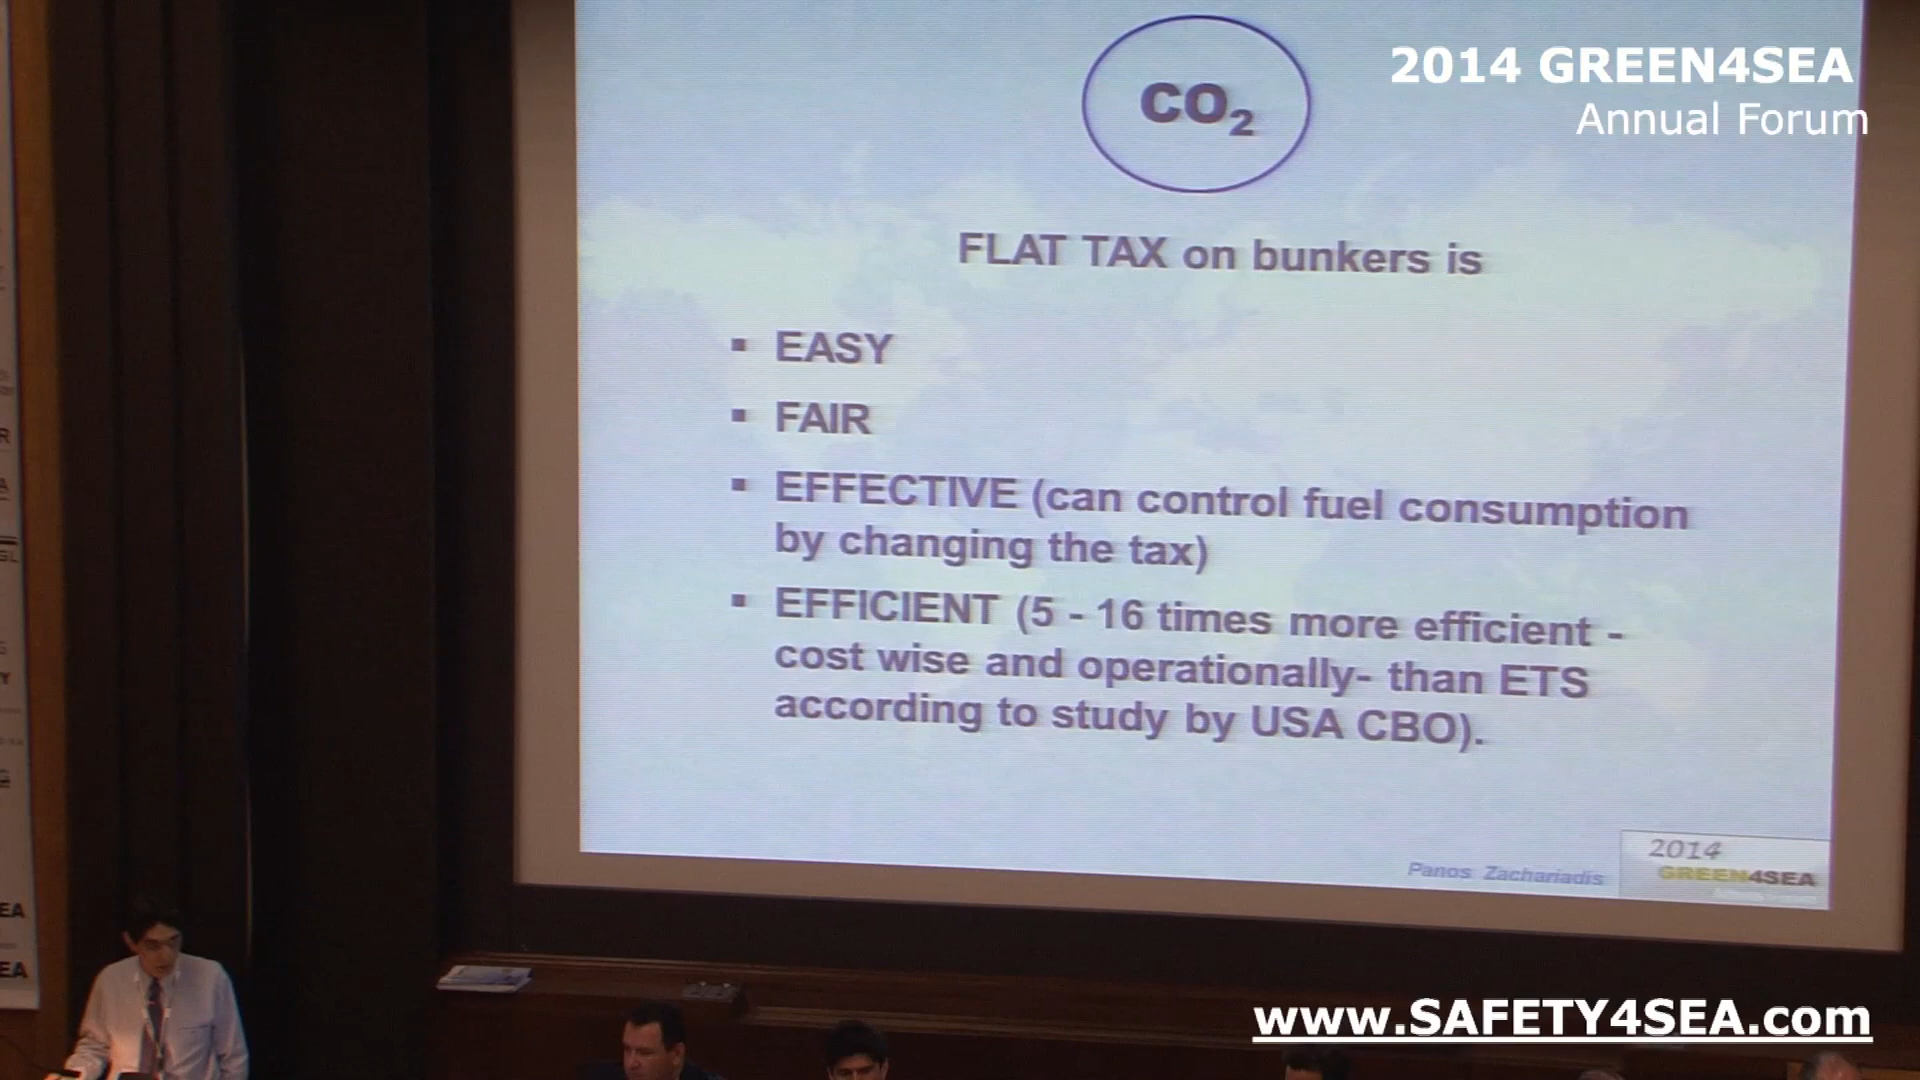 2014 GREEN4SEA
Annual Forum
CO₂
FLAT TAX on bunkers is
▪ EASY
▪ FAIR
▪ EFFECTIVE (can control fuel consumption
by changing the tax)
▪ EFFICIENT (5 - 16 times more efficient -
cost wise and operationally- than ETS
according to study by USA CBO).
Panos Zachariadis
2014
GREEN4SEA
www.SAFETY4SEA.com